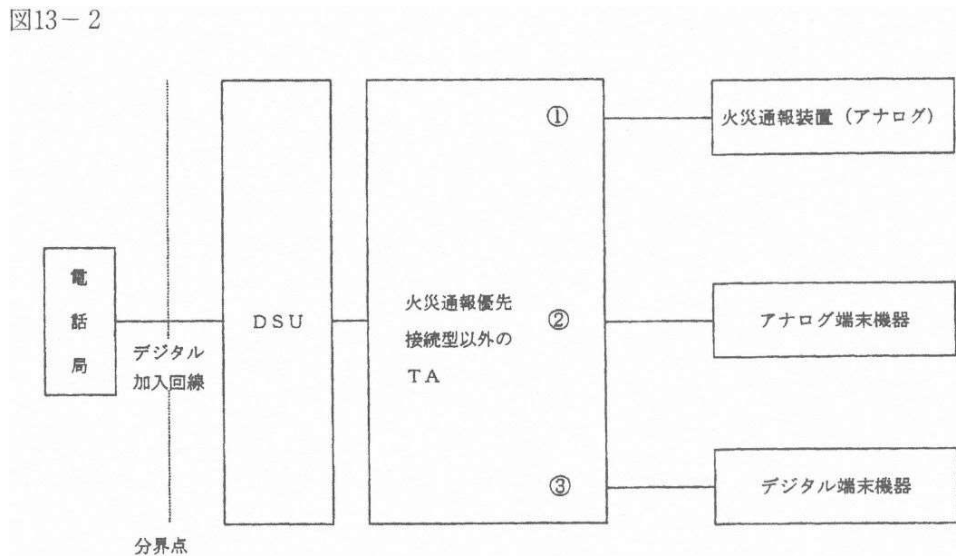 図13－2
電
話
局
デジタル
加入回線
分界点
DSU
火災通報優先
接続型以外の
TA
①
②
③
火災通報装置（アナログ）
アナログ端末機器
デジタル端末機器